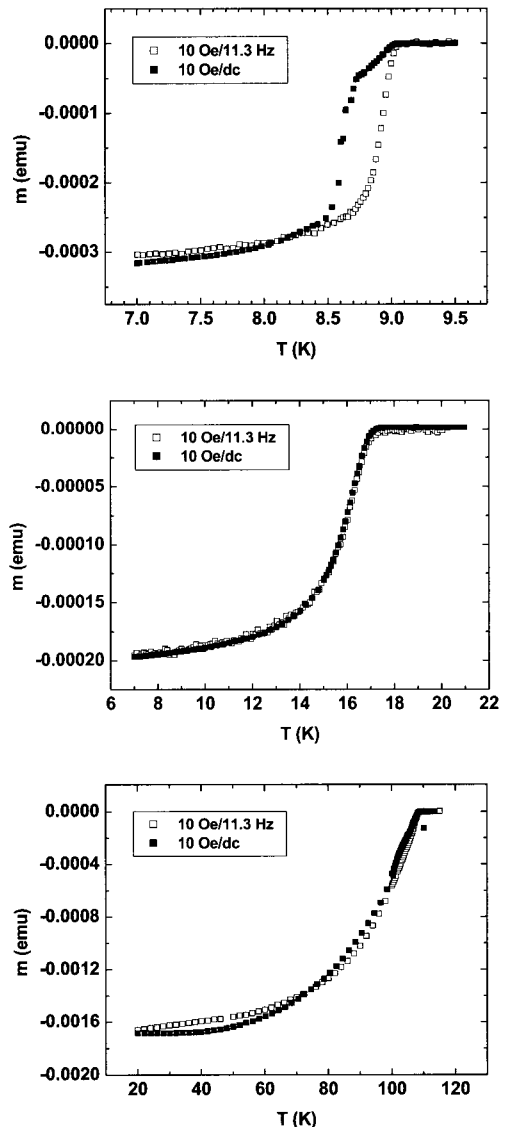 0.0000
-0.0001
-0.0002
-0.0003
m (emu)
10 Oe/11.3 Hz
10 Oe/dc
7.0 7.5 8.0 8.5 9.0 9.5
T (K)
0.00000
-0.00005
-0.00010
-0.00015
-0.00020
m (emu)
10 Oe/11.3 Hz
10 Oe/dc
6 8 10 12 14 16 18 20 22
T (K)
0.0000
-0.0004
-0.0008
-0.0012
-0.0016
-0.0020
m (emu)
10 Oe/11.3 Hz
10 Oe/dc
20 40 60 80 100 120
T (K)